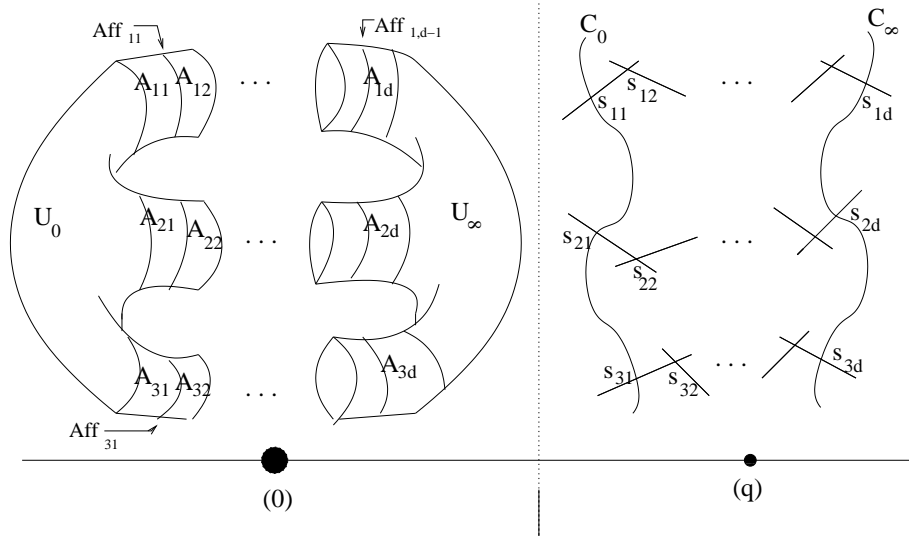 Aff 11
Aff 1,d−1
C0
C∞
A11 A12 . . . A1d
s11 s12 . . . s1d
U0
A21 A22 . . . A2d
U∞
s21 s22 . . . s2d
A31 A32 . . . A3d
s31 s32 . . . s3d
Aff 31
(0)
(q)